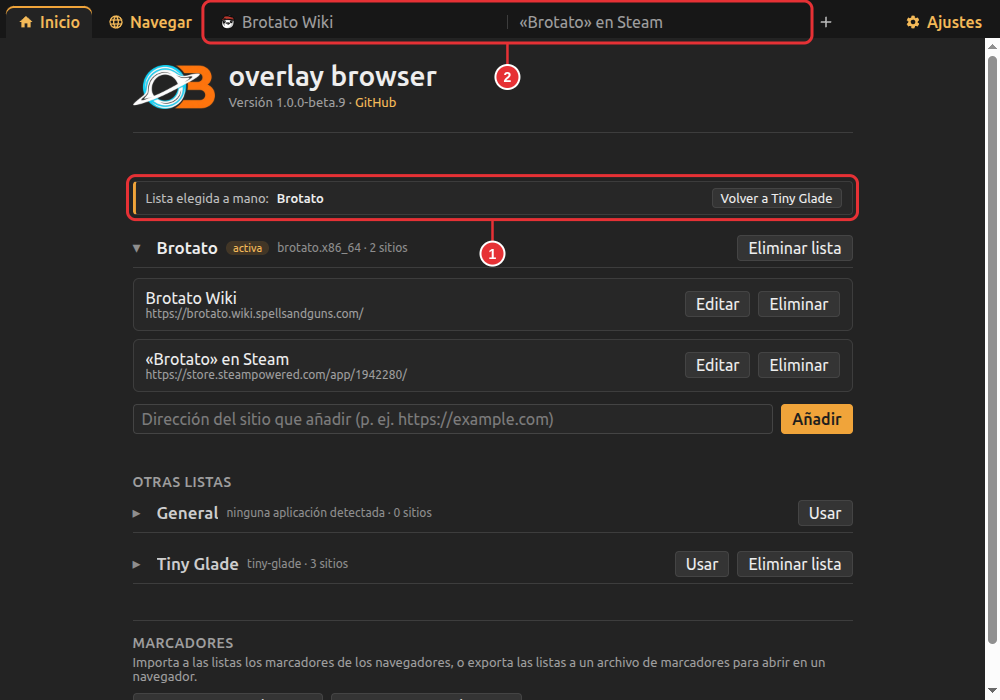 Inicio
Navegar
Brotato Wiki
«Brotato» en Steam
+
Ajustes
overlay browser
Versión 1.0.0-beta.9 · GitHub
2
Lista elegida a mano: Brotato
Volver a Tiny Glade
1
Brotato activa brotato.x86_64 · 2 sitios
Eliminar lista
Brotato Wiki
https://brotato.wiki.spellsandguns.com/
Editar
Eliminar
«Brotato» en Steam
https://store.steampowered.com/app/1942280/
Editar
Eliminar
Dirección del sitio que añadir (p. ej. https://example.com)
Añadir
OTRAS LISTAS
General ninguna aplicación detectada · 0 sitios
Usar
Tiny Glade tiny-glade · 3 sitios
Usar
Eliminar lista
MARCADORES
Importa a las listas los marcadores de los navegadores, o exporta las listas a un archivo de marcadores para abrir en un
navegador.